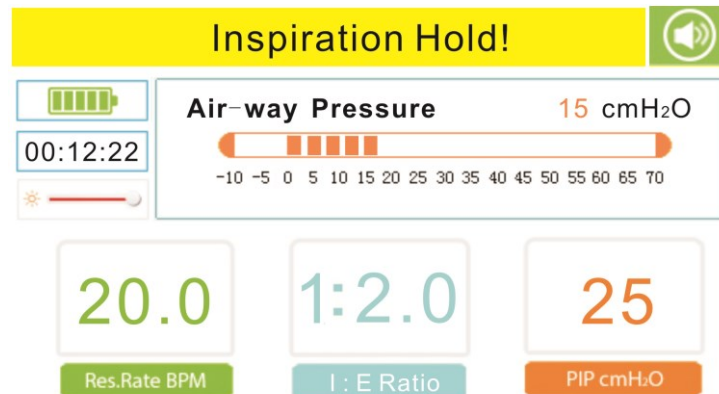 Inspiration Hold!
Air-way Pressure 15 cmH₂O
00:12:22
-10 -5 0 5 10 15 20 25 30 35 40 45 50 55 60 65 70
20.0 1:2.0 25
Res.Rate BPM I : E Ratio PIP cmH₂O